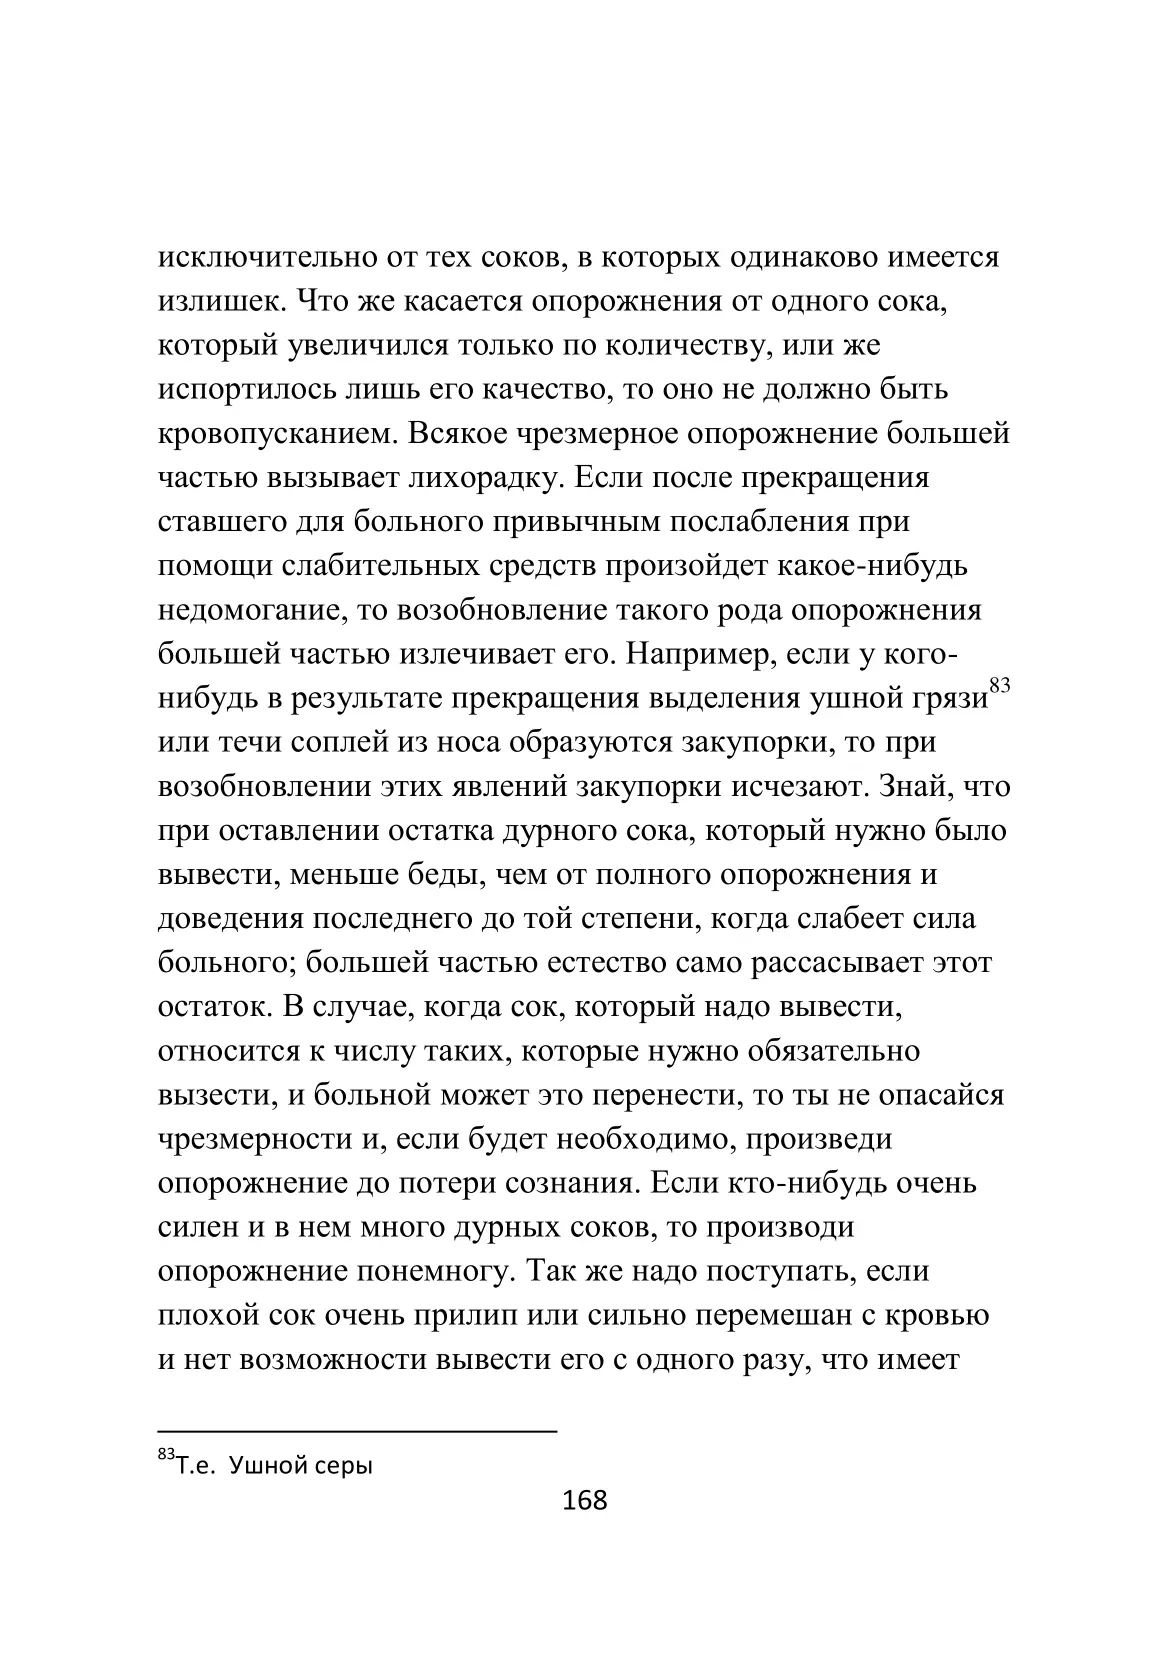 исключительно от тех соков, в которых одинаково имеется
излишек. Что же касается опорожнения от одного сока,
который увеличился только по количеству, или же
испортилось лишь его качество, то оно не должно быть
кровопусканием. Всякое чрезмерное опорожнение большей
частью вызывает лихорадку. Если после прекращения
ставшего для больного привычным послабления при
помощи слабительных средств произойдет какое-нибудь
недомогание, то возобновление такого рода опорожнения
большей частью излечивает его. Например, если у кого-
нибудь в результате прекращения выделения ушной грязи83
или течи соплей из носа образуются закупорки, то при
возобновлении этих явлений закупорки исчезают. Знай, что
при оставлении остатка дурного сока, который нужно было
вывести, меньше беды, чем от полного опорожнения и
доведения последнего до той степени, когда слабеет сила
больного; большей частью естество само рассасывает этот
остаток. В случае, когда сок, который надо вывести,
относится к числу таких, которые нужно обязательно
вызести, и больной может это перенести, то ты не опасайся
чрезмерности и, если будет необходимо, произведи
опорожнение до потери сознания. Если кто-нибудь очень
силен и в нем много дурных соков, то производи
опорожнение понемногу. Так же надо поступать, если
плохой сок очень прилип или сильно перемешан с кровью
и нет возможности вывести его с одного разу, что имеет
83Т.е. Ушной серы
168